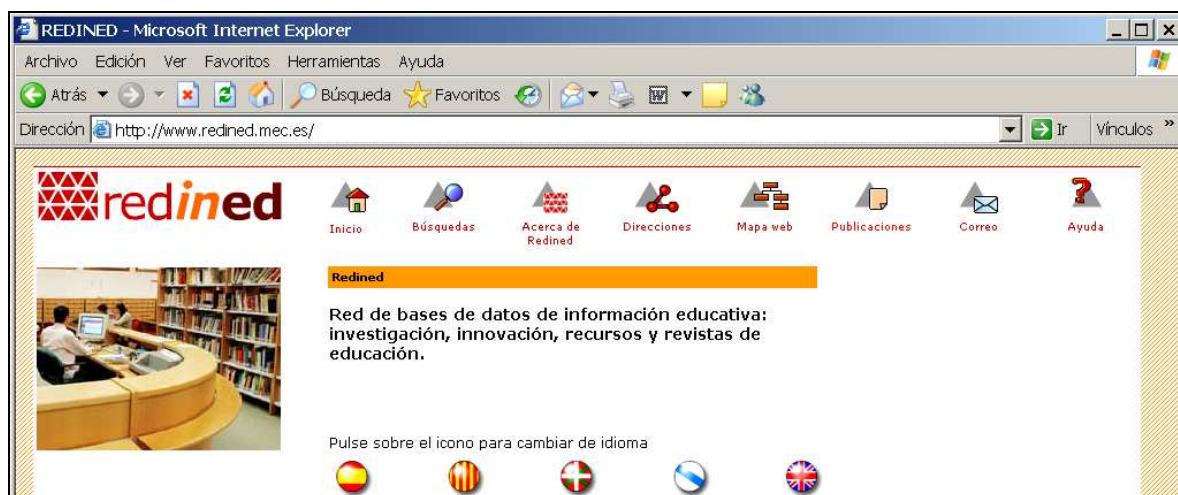 REDINED - Microsoft Internet Explorer
Archivo Edición Ver Favoritos Herramientas Ayuda
Atrás Búsqueda Favoritos
Dirección http://www.redined.mec.es/ Ir Vínculos »
redined
Inicio Búsquedas Acerca de Redined Direcciones Mapa web Publicaciones Correo Ayuda
Redined
Red de bases de datos de información educativa:
investigación, innovación, recursos y revistas de
educación.
Pulse sobre el icono para cambiar de idioma